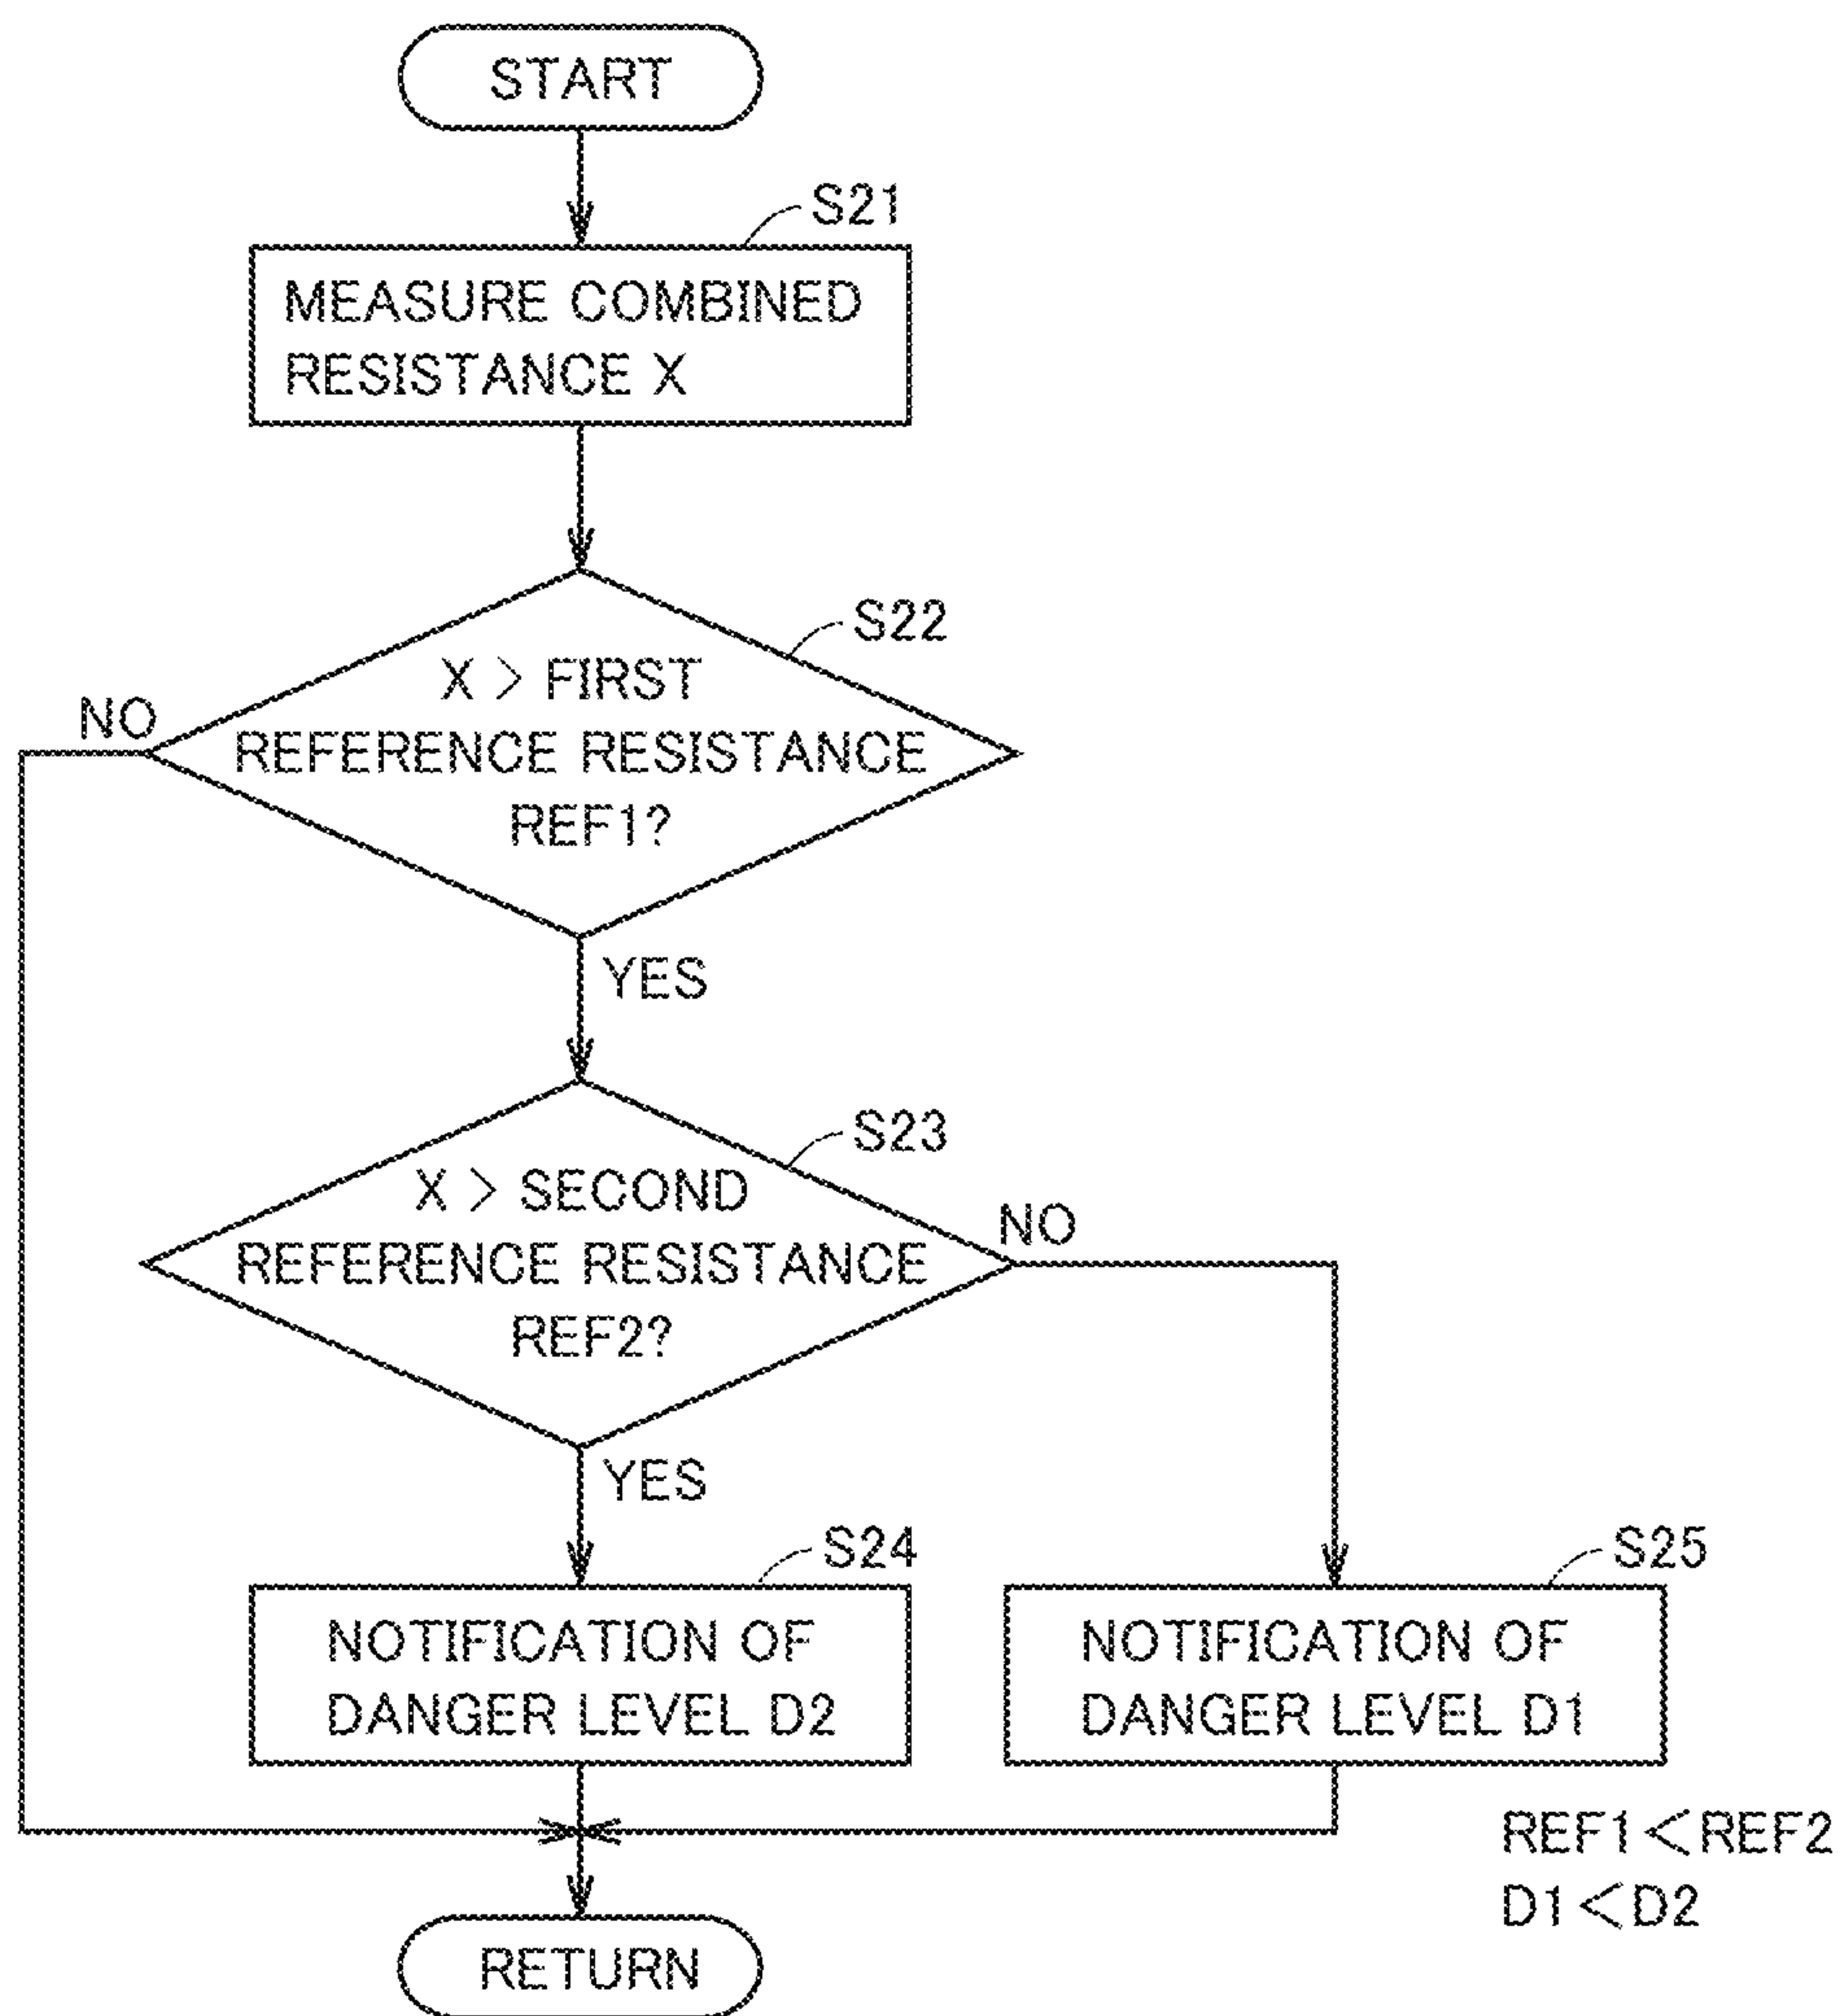 START
S21
MEASURE COMBINED
RESISTANCE X
S22
X > FIRST
REFERENCE RESISTANCE
REF1?
NO
YES
S23
X > SECOND
REFERENCE RESISTANCE
REF2?
NO
YES
S24
NOTIFICATION OF
DANGER LEVEL D2
S25
NOTIFICATION OF
DANGER LEVEL D1
REF1<REF2
D1<D2
RETURN